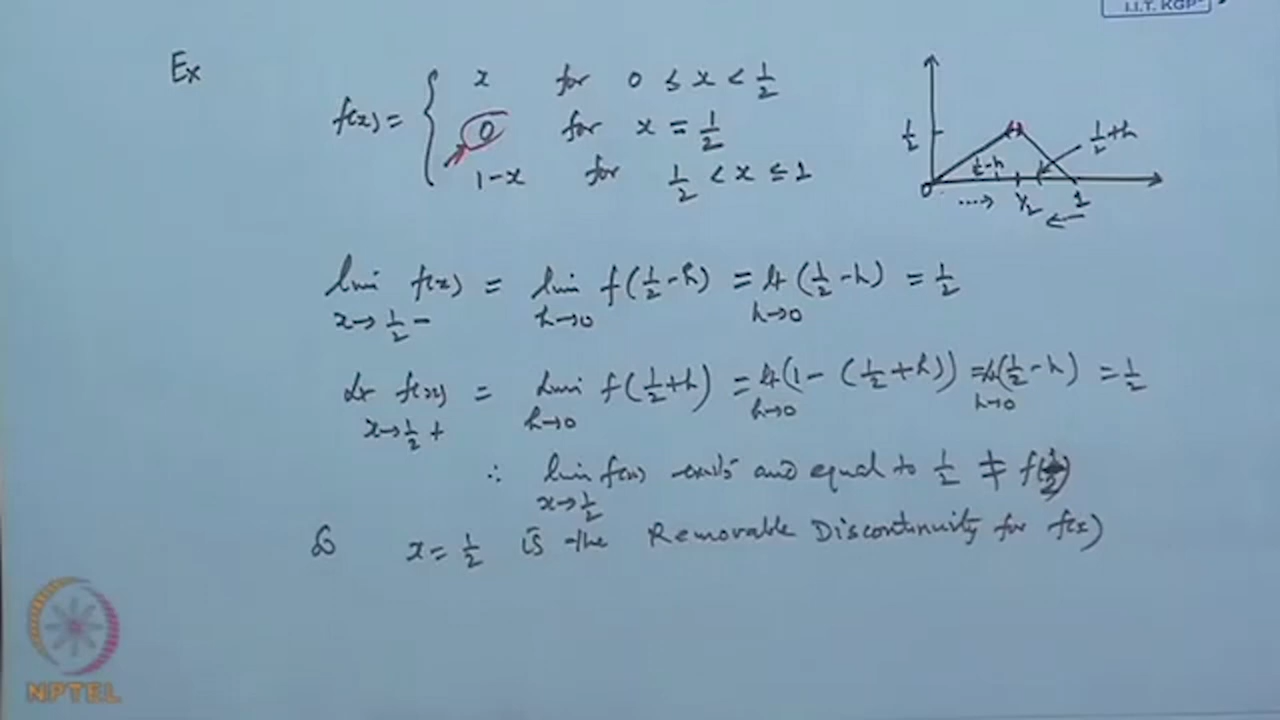 I.I.T. KGP
Ex
f(x) = { x for 0 ≤ x < 1/2
0 for x = 1/2
1-x for 1/2 < x ≤ 1
1/2
1/2+h
1/2-h
0 .... → 1/2 1
lim x→1/2- f(x) = lim h→0 f(1/2-h) = lt h→0 (1/2-h) = 1/2
Lt x→1/2+ f(x) = lim h→0 f(1/2+h) = lt h→0 (1-(1/2+h)) = lt h→0 (1/2-h) = 1/2
∴ lim x→1/2 f(x) exists and equal to 1/2 ≠ f(1/2)
So x = 1/2 is the Removable Discontinuity for f(x)
NPTEL